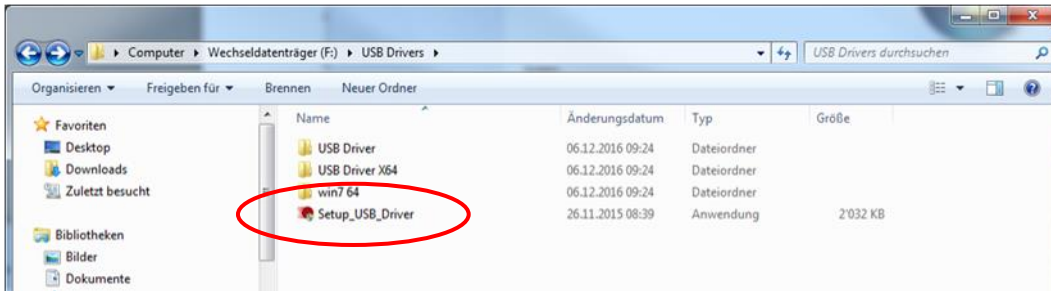 Computer Wechseldatenträger (F:) USB Drivers USB Drivers durchsuchen
Organisieren Freigeben für Brennen Neuer Ordner
Favoriten
Desktop
Downloads
Zuletzt besucht
Bibliotheken
Bilder
Dokumente
Name Änderungsdatum Typ Größe
USB Driver 06.12.2016 09:24 Dateiordner
USB Driver X64 06.12.2016 09:24 Dateiordner
win7 64 06.12.2016 09:24 Dateiordner
Setup_USB_Driver 26.11.2015 08:39 Anwendung 2'032 KB